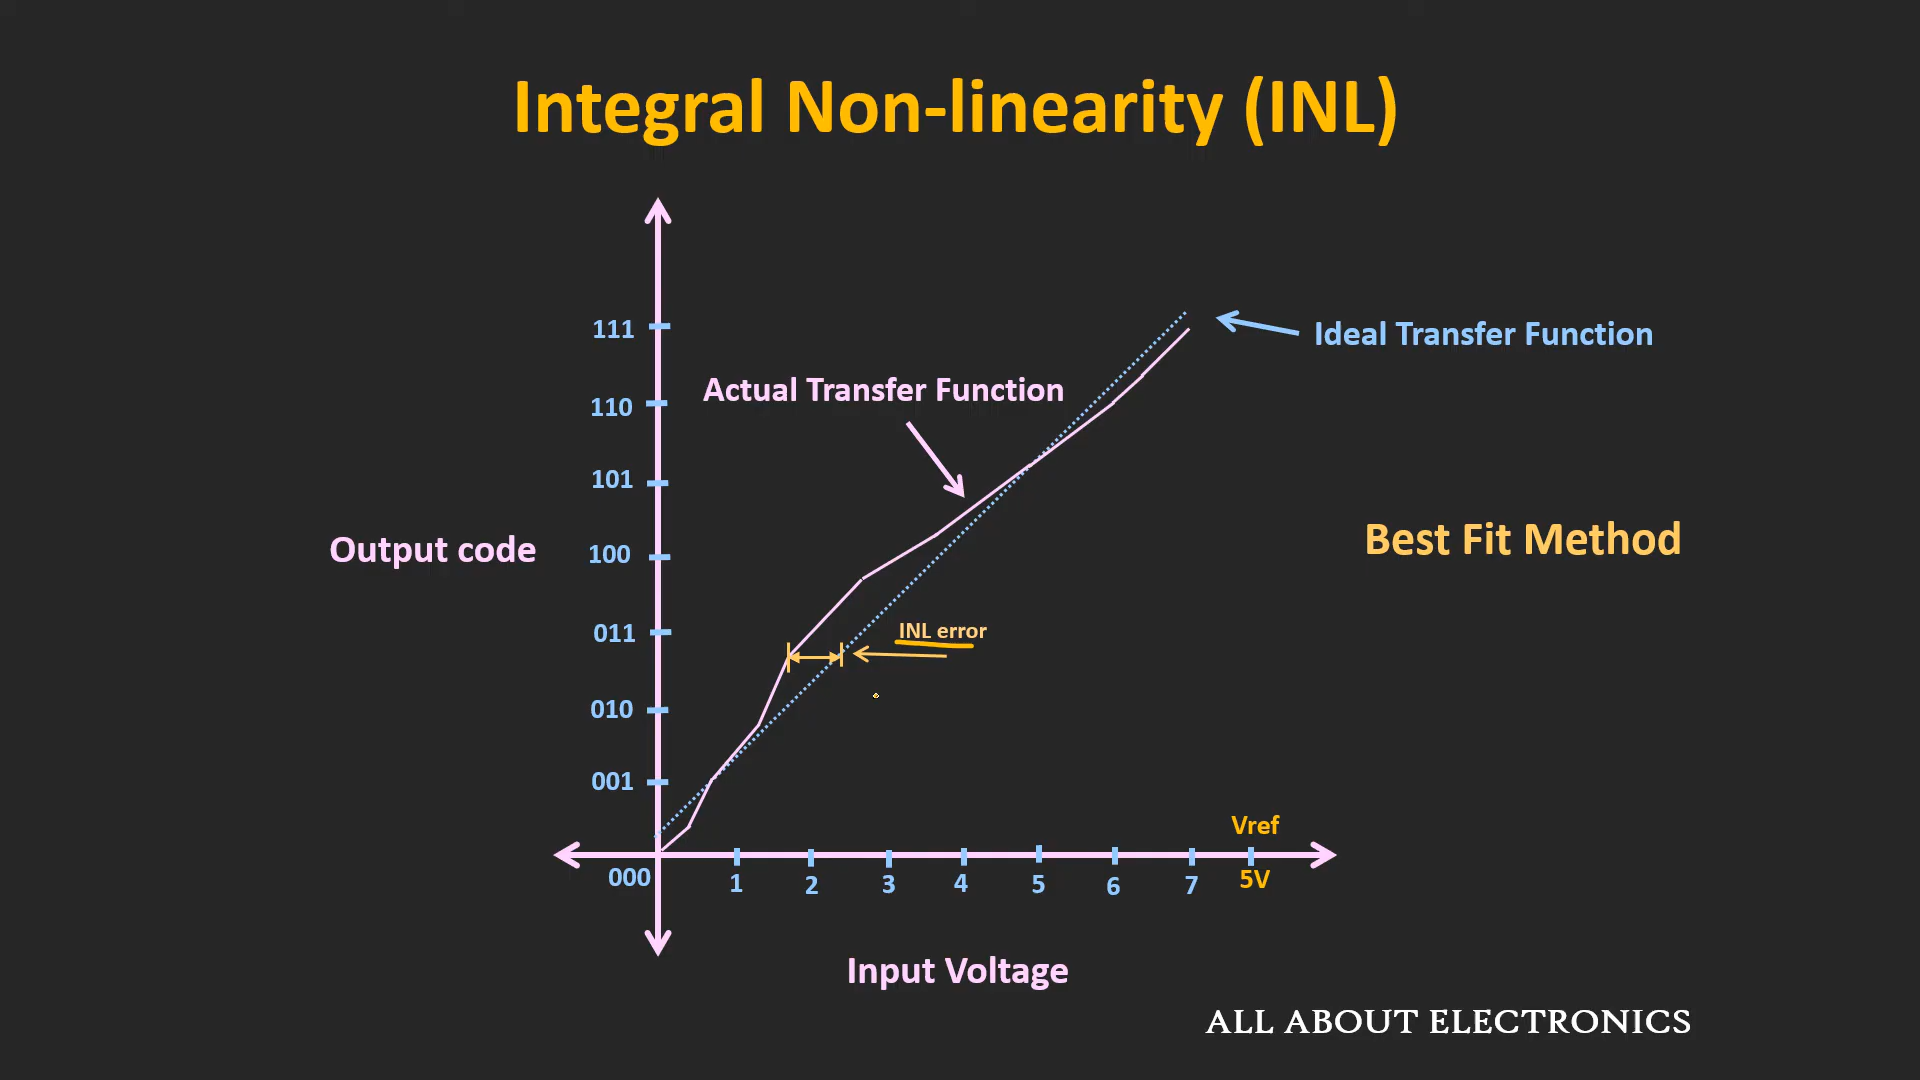 Integral Non-linearity (INL)
111
Ideal Transfer Function
Actual Transfer Function
110
101
Output code
100
Best Fit Method
011
INL error
010
001
Vref
000
1 2 3 4 5 6 7 5V
Input Voltage
ALL ABOUT ELECTRONICS